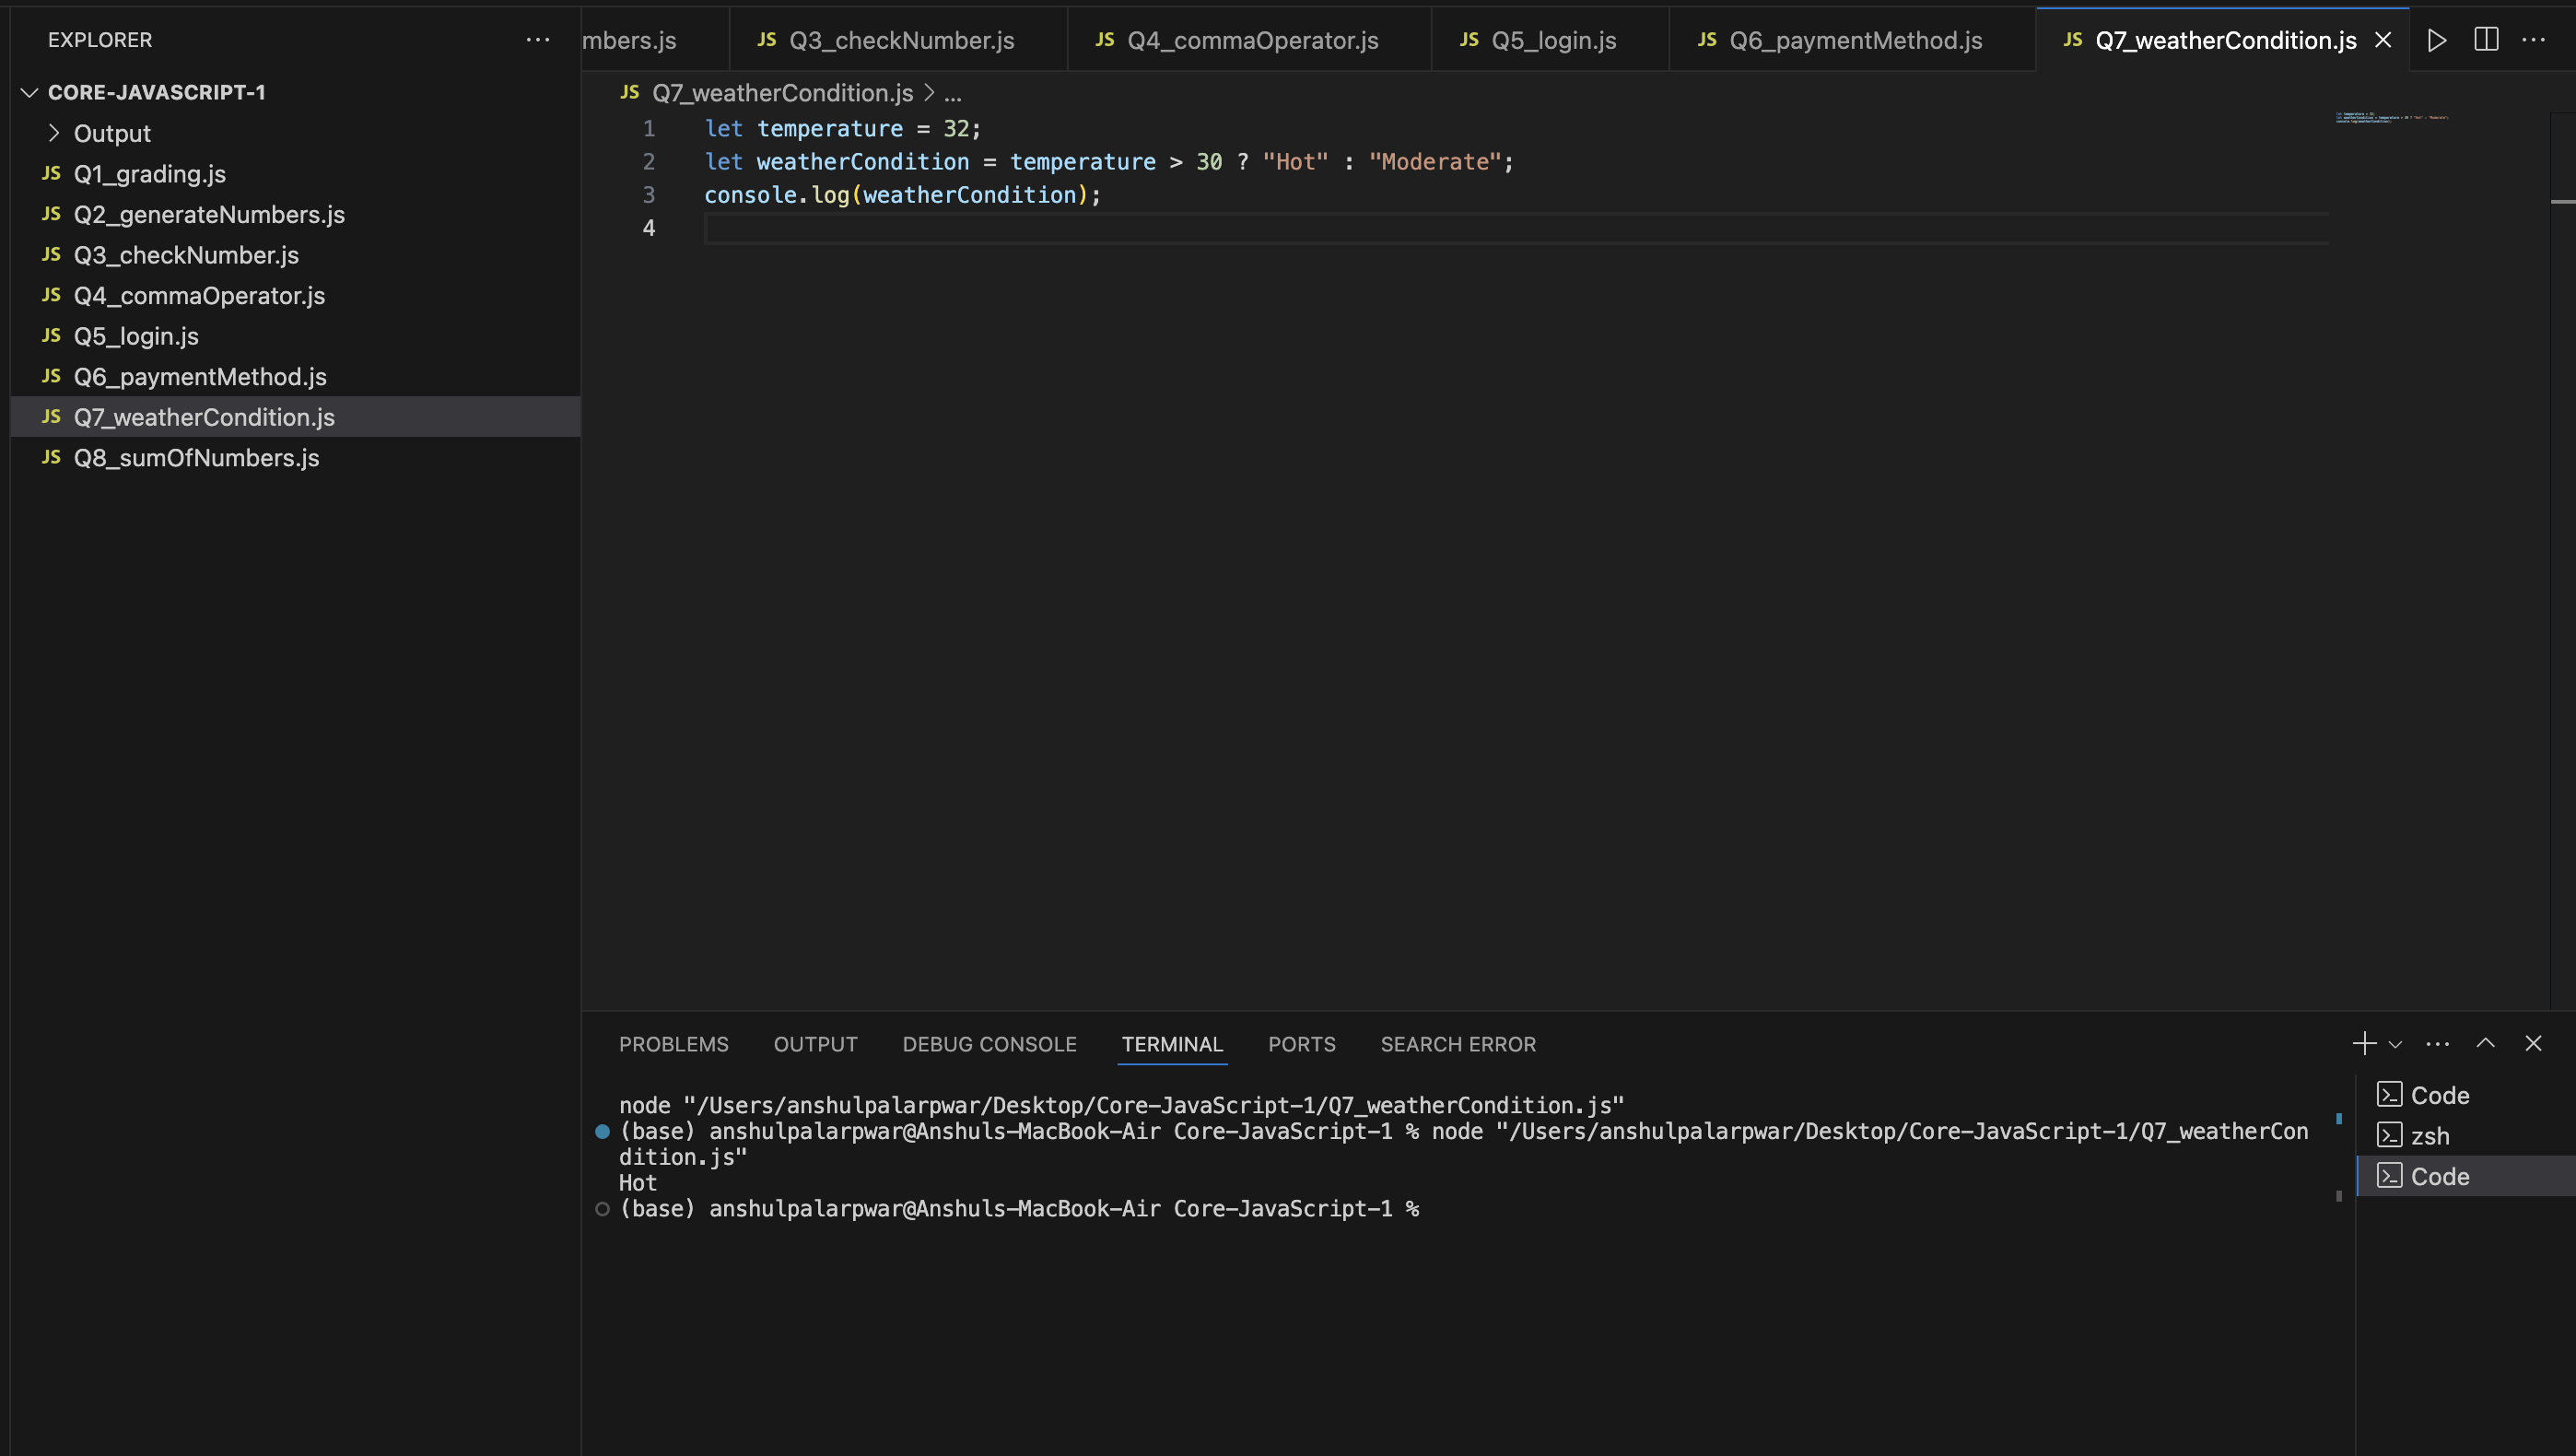 EXPLORER
CORE-JAVASCRIPT-1
Output
JS Q1_grading.js
JS Q2_generateNumbers.js
JS Q3_checkNumber.js
JS Q4_commaOperator.js
JS Q5_login.js
JS Q6_paymentMethod.js
JS Q7_weatherCondition.js
JS Q8_sumOfNumbers.js
mbers.js JS Q3_checkNumber.js JS Q4_commaOperator.js JS Q5_login.js JS Q6_paymentMethod.js JS Q7_weatherCondition.js
JS Q7_weatherCondition.js > ...
1 let temperature = 32;
2 let weatherCondition = temperature > 30 ? "Hot" : "Moderate";
3 console.log(weatherCondition);
4
PROBLEMS OUTPUT DEBUG CONSOLE TERMINAL PORTS SEARCH ERROR
node "/Users/anshulpalarpwar/Desktop/Core-JavaScript-1/Q7_weatherCondition.js"
(base) anshulpalarpwar@Anshuls-MacBook-Air Core-JavaScript-1 % node "/Users/anshulpalarpwar/Desktop/Core-JavaScript-1/Q7_weatherCon
dition.js"
Hot
(base) anshulpalarpwar@Anshuls-MacBook-Air Core-JavaScript-1 %
Code
zsh
Code